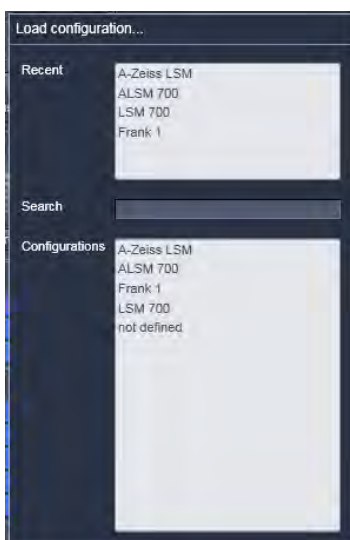 Load configuration...
Recent
A-Zeiss LSM
ALSM 700
LSM 700
Frank 1
Search
Configurations
A-Zeiss LSM
ALSM 700
Frank 1
LSM 700
not defined